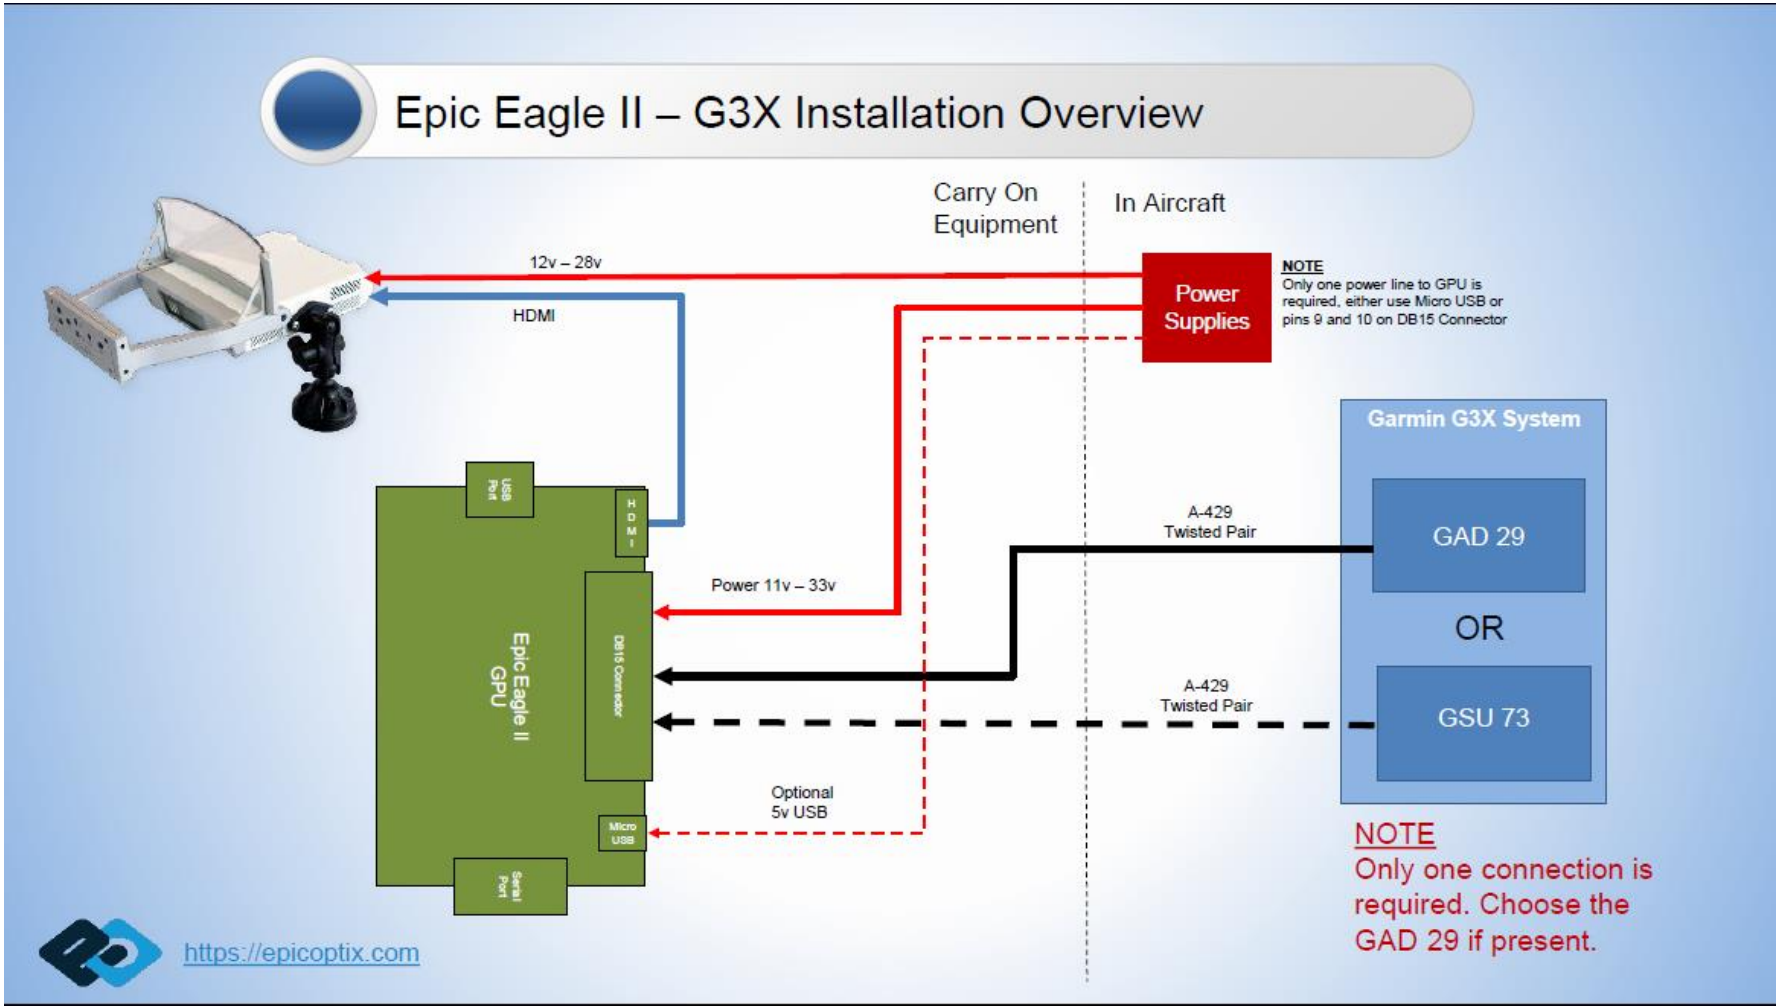 Epic Eagle II – G3X Installation Overview
Carry On
Equipment
In Aircraft
12v – 28v
HDMI
Power
Supplies
NOTE
Only one power line to GPU is
required, either use Micro USB or
pins 9 and 10 on DB15 Connector
Garmin G3X System
USB
Port
H
D
M
I
A-429
Twisted Pair
GAD 29
Power 11v – 33v
OR
Epic Eagle II
GPU
DB15 Connector
A-429
Twisted Pair
GSU 73
Optional
5v USB
Micro
USB
Serial
Port
NOTE
Only one connection is
required. Choose the
GAD 29 if present.
https://epicoptix.com